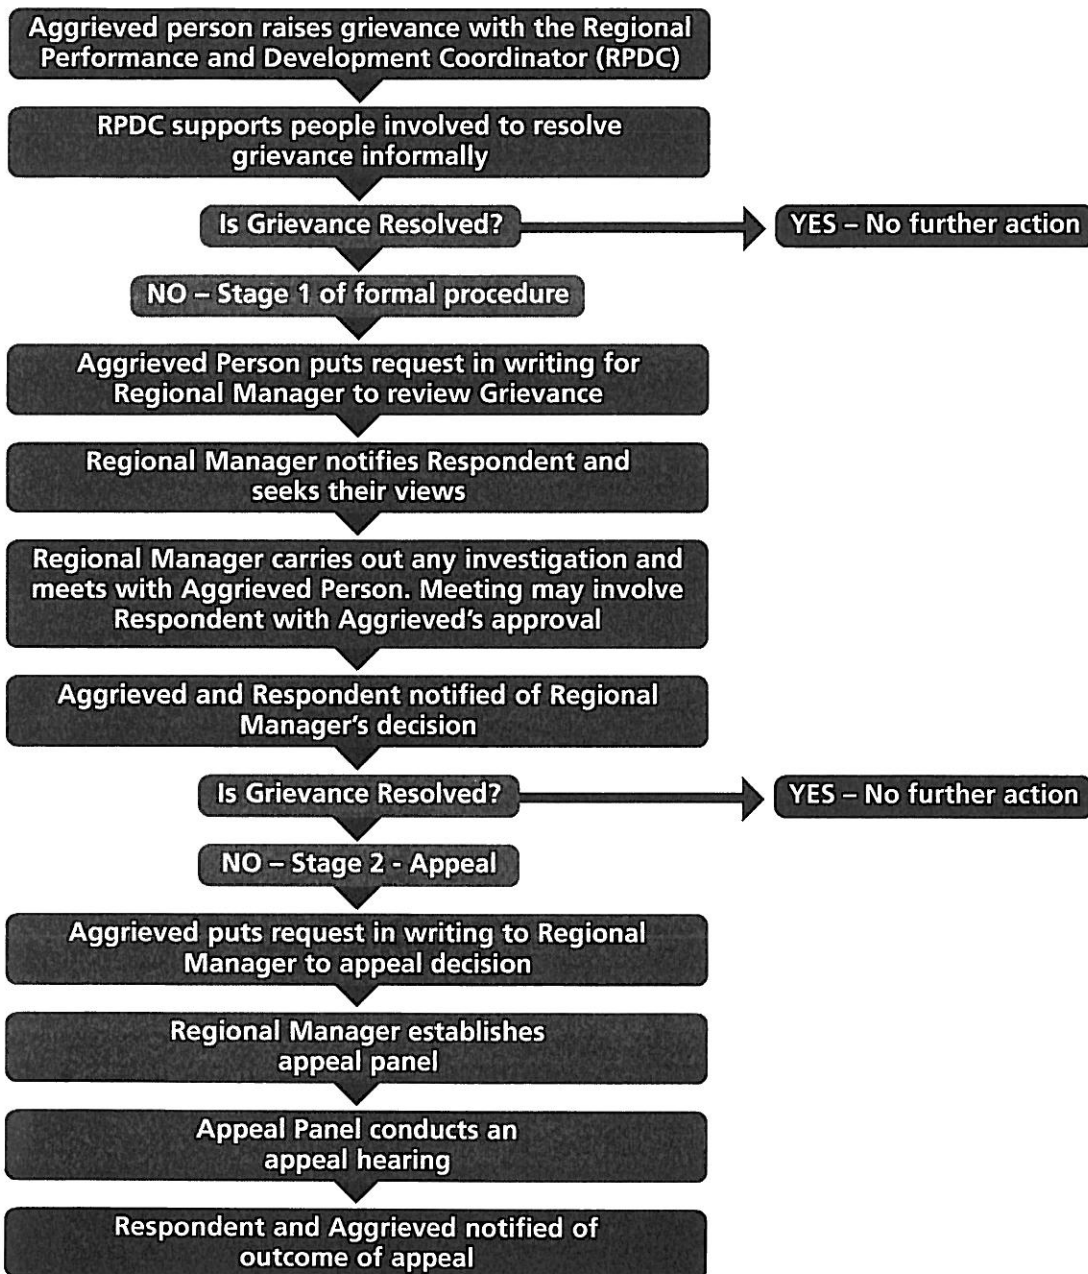 Aggrieved person raises grievance with the Regional
Performance and Development Coordinator (RPDC)
RPDC supports people involved to resolve
grievance informally
Is Grievance Resolved?
YES – No further action
NO – Stage 1 of formal procedure
Aggrieved Person puts request in writing for
Regional Manager to review Grievance
Regional Manager notifies Respondent and
seeks their views
Regional Manager carries out any investigation and
meets with Aggrieved Person. Meeting may involve
Respondent with Aggrieved's approval
Aggrieved and Respondent notified of Regional
Manager's decision
Is Grievance Resolved?
YES – No further action
NO – Stage 2 - Appeal
Aggrieved puts request in writing to Regional
Manager to appeal decision
Regional Manager establishes
appeal panel
Appeal Panel conducts an
appeal hearing
Respondent and Aggrieved notified of
outcome of appeal